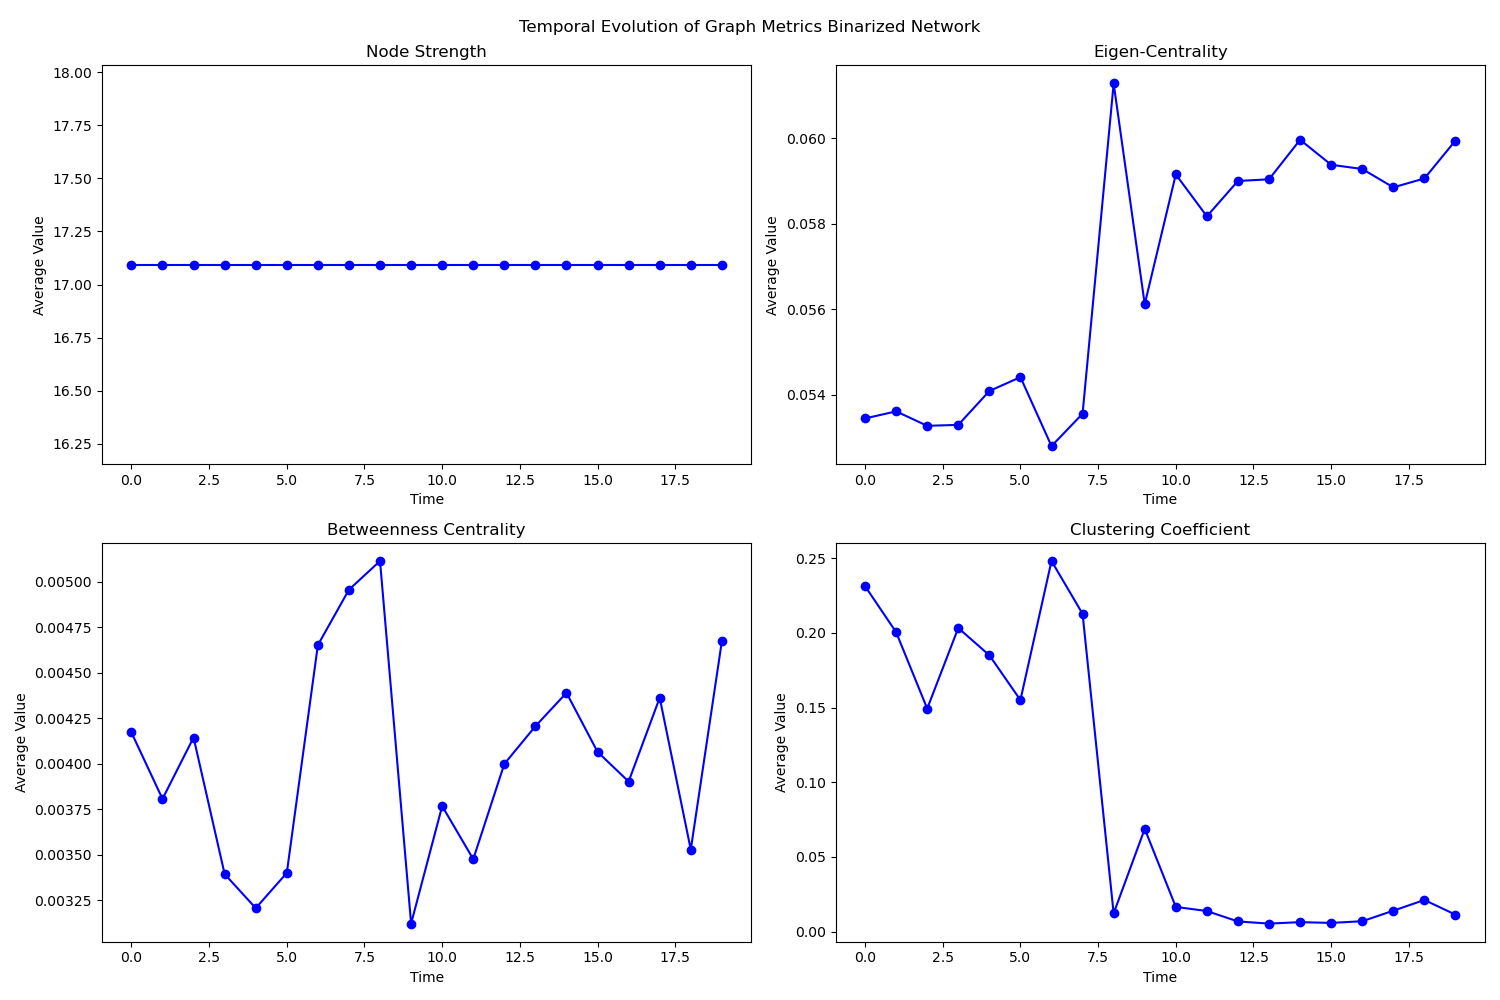 Temporal Evolution of Graph Metrics Binarized Network
Node Strength
18.00
17.75
17.50
17.25
17.00
16.75
16.50
16.25
Average Value
0.0 2.5 5.0 7.5 10.0 12.5 15.0 17.5
Time
Eigen-Centrality
0.060
0.058
0.056
0.054
Average Value
0.0 2.5 5.0 7.5 10.0 12.5 15.0 17.5
Time
Betweenness Centrality
0.00500
0.00475
0.00450
0.00425
0.00400
0.00375
0.00350
0.00325
Average Value
0.0 2.5 5.0 7.5 10.0 12.5 15.0 17.5
Time
Clustering Coefficient
0.25
0.20
0.15
0.10
0.05
0.00
Average Value
0.0 2.5 5.0 7.5 10.0 12.5 15.0 17.5
Time